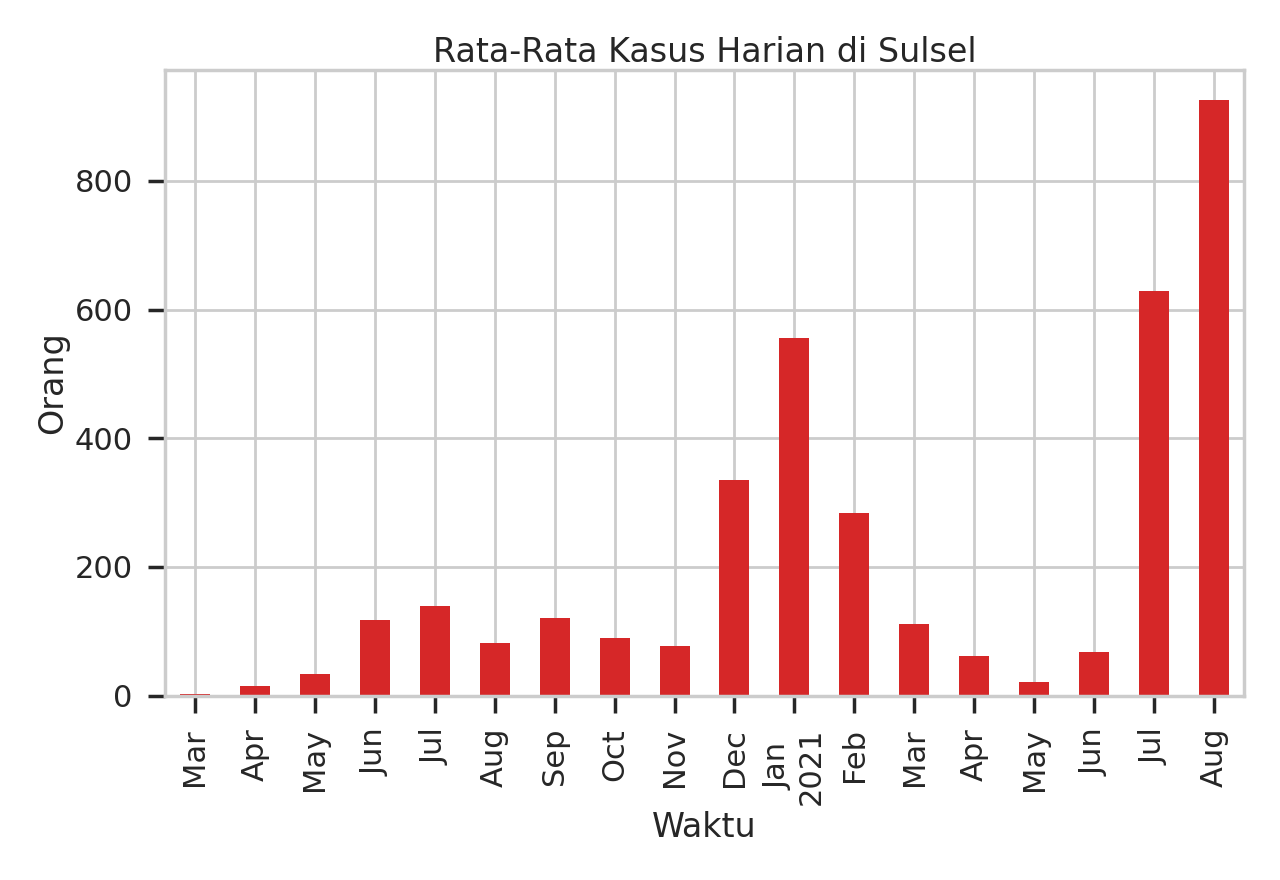 Rata-Rata Kasus Harian di Sulsel
800
600
400
200
0
Orang
Mar
Apr
May
Jun
Jul
Aug
Sep
Oct
Nov
Dec
Jan
2021
Feb
Mar
Apr
May
Jun
Jul
Aug
Waktu